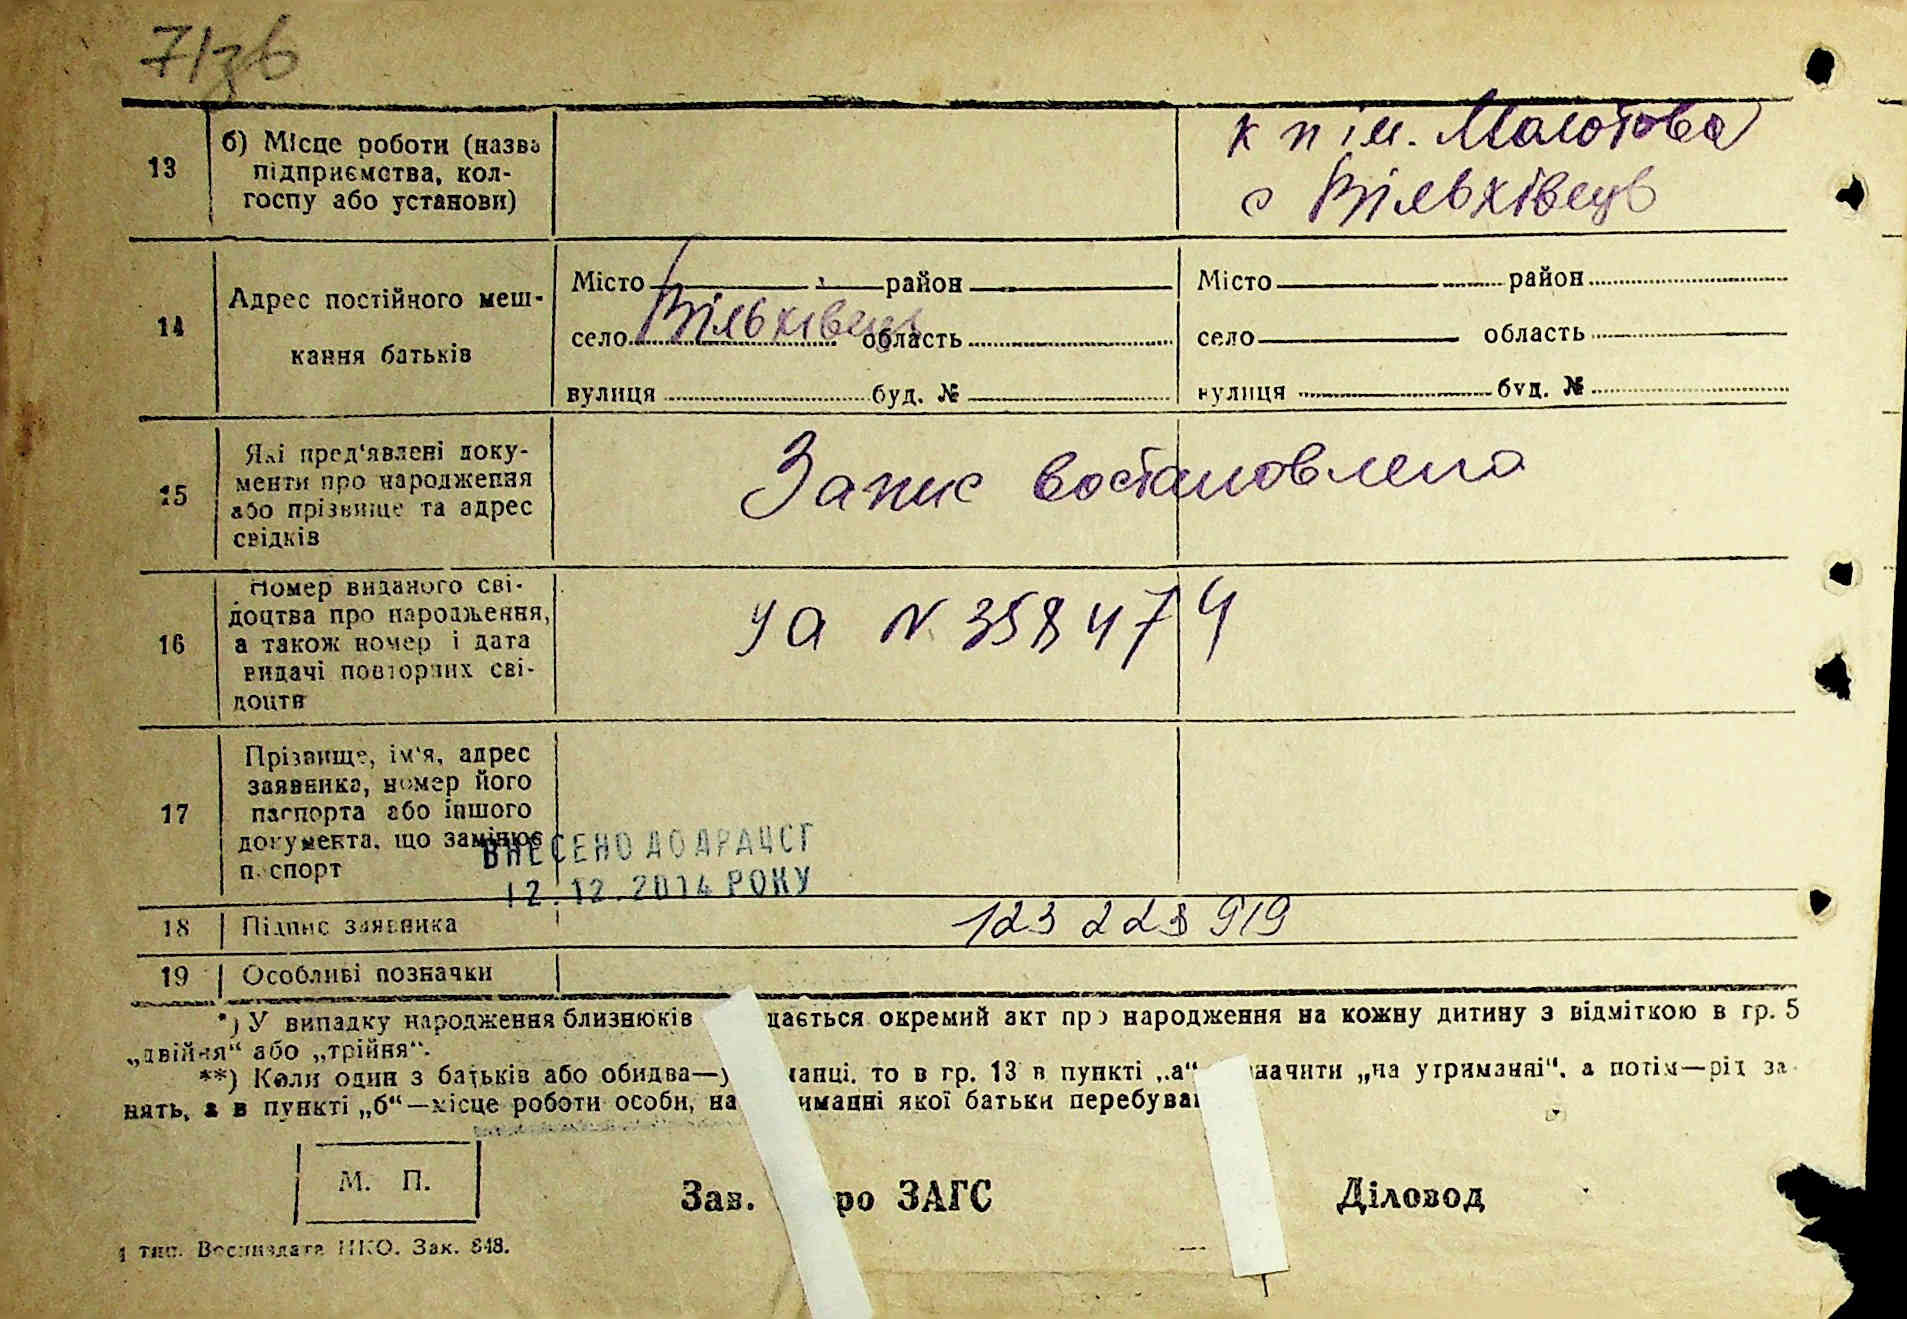 71зв
13
б) Місце роботи (назва
підприємства, кол-
госпу або установи)
к п ім. Молотова
с Вільхівець
14
Адрес постійного меш-
кання батьків
Місто район
село Вільхівець область
вулиця буд. №
Місто район
село область
вулиця буд. №
15
Які пред'явлені доку-
менти про народження
або прізвище та адрес
свідків
Запис востановлено
16
Номер виданого сві-
доцтва про народження,
а також номер і дата
видачі повторних сві-
доцтв
уа N 358474
17
Прізвище, ім'я, адрес
заявника, номер його
паспорта або іншого
документа, що замінює
п спорт
ВНЕСЕНО ДО ДРАЦСГ
12.12.2014 РОКУ
18
Підпис заявника
123 228 919
19
Особливі позначки
*) У випадку народження близнюків дається окремий акт про народження на кожну дитину з відміткою в гр. 5
„двійня“ або „трійня“.
**) Коли один з батьків або обидва—у манці, то в гр. 13 в пункті „а“ значити „на утриманні“, а потім—рід за-
нять, а в пункті „б“—місце роботи особи, на иманні якої батьки перебува
М. П.
Зав. ро ЗАГС
Діловод
1 тип. Воениздата НКО. Зак. 848.